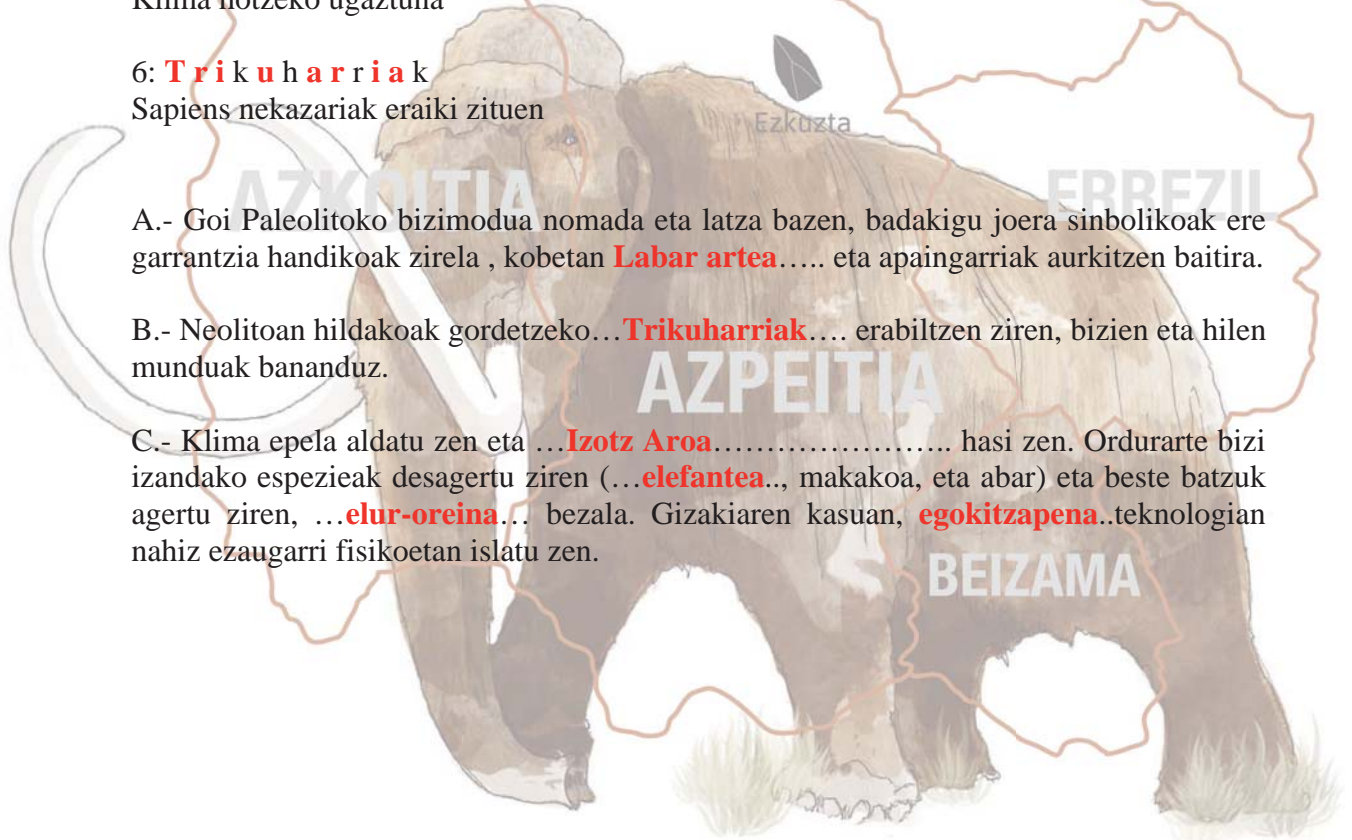 Klima hotzeko ugaztuna
6: T r i k u h a r r i a k
Sapiens nekazariak eraiki zituen
Ezkuzta
AZKOITIA
ERREZIL
A.- Goi Paleolitoko bizimodua nomada eta latza bazen, badakigu joera sinbolikoak ere
garrantzia handikoak zirela , kobetan Labar artea….. eta apaingarriak aurkitzen baitira.
B.- Neolitoan hildakoak gordetzeko…Trikuharriak…. erabiltzen ziren, bizien eta hilen
munduak bananduz.
AZPEITIA
C.- Klima epela aldatu zen eta …Izotz Aroa………………….. hasi zen. Ordurarte bizi
izandako espezieak desagertu ziren (…elefantea.., makakoa, eta abar) eta beste batzuk
agertu ziren, …elur-oreina… bezala. Gizakiaren kasuan, egokitzapena..teknologian
nahiz ezaugarri fisikoetan islatu zen.
BEIZAMA